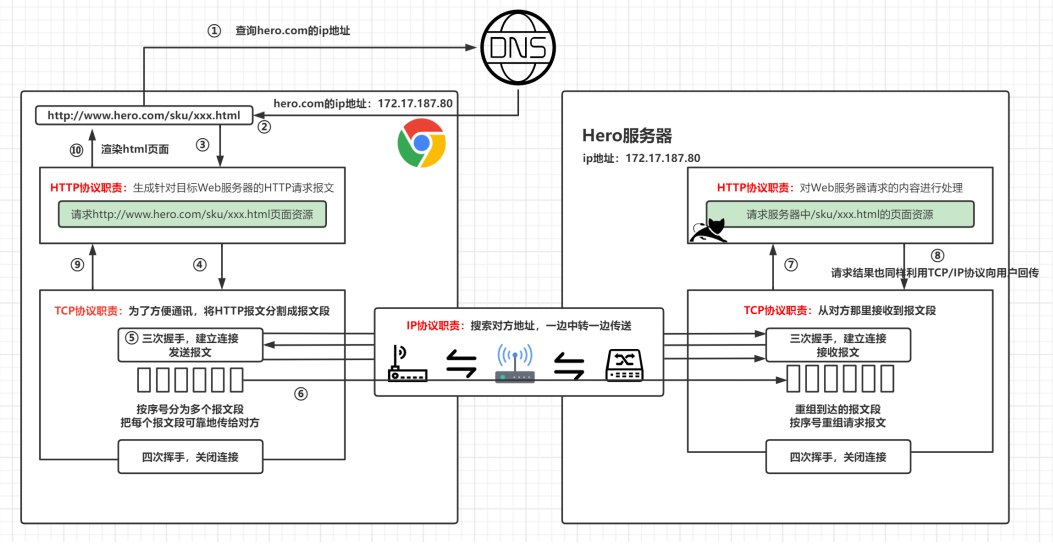 ① 查询hero.com的ip地址
DNS
hero.com的ip地址：172.17.187.80
http://www.hero.com/sku/xxx.html
②
⑩ 渲染html页面
③
HTTP协议职责：生成针对目标Web服务器的HTTP请求报文
请求http://www.hero.com/sku/xxx.html页面资源
⑨
④
TCP协议职责：为了方便通讯，将HTTP报文分割成报文段
⑤ 三次握手，建立连接
发送报文
⑥
按序号分为多个报文段
把每个报文段可靠地传给对方
四次挥手，关闭连接
IP协议职责：搜索对方地址，一边中转一边传送
Hero服务器
ip地址：172.17.187.80
HTTP协议职责：对Web服务器请求的内容进行处理
请求服务器中/sku/xxx.html的页面资源
⑦
⑧
请求结果也同样利用TCP/IP协议向用户回传
TCP协议职责：从对方那里接收到报文段
三次握手，建立连接
接收报文
重组到达的报文段
按序号重组请求报文
四次挥手，关闭连接